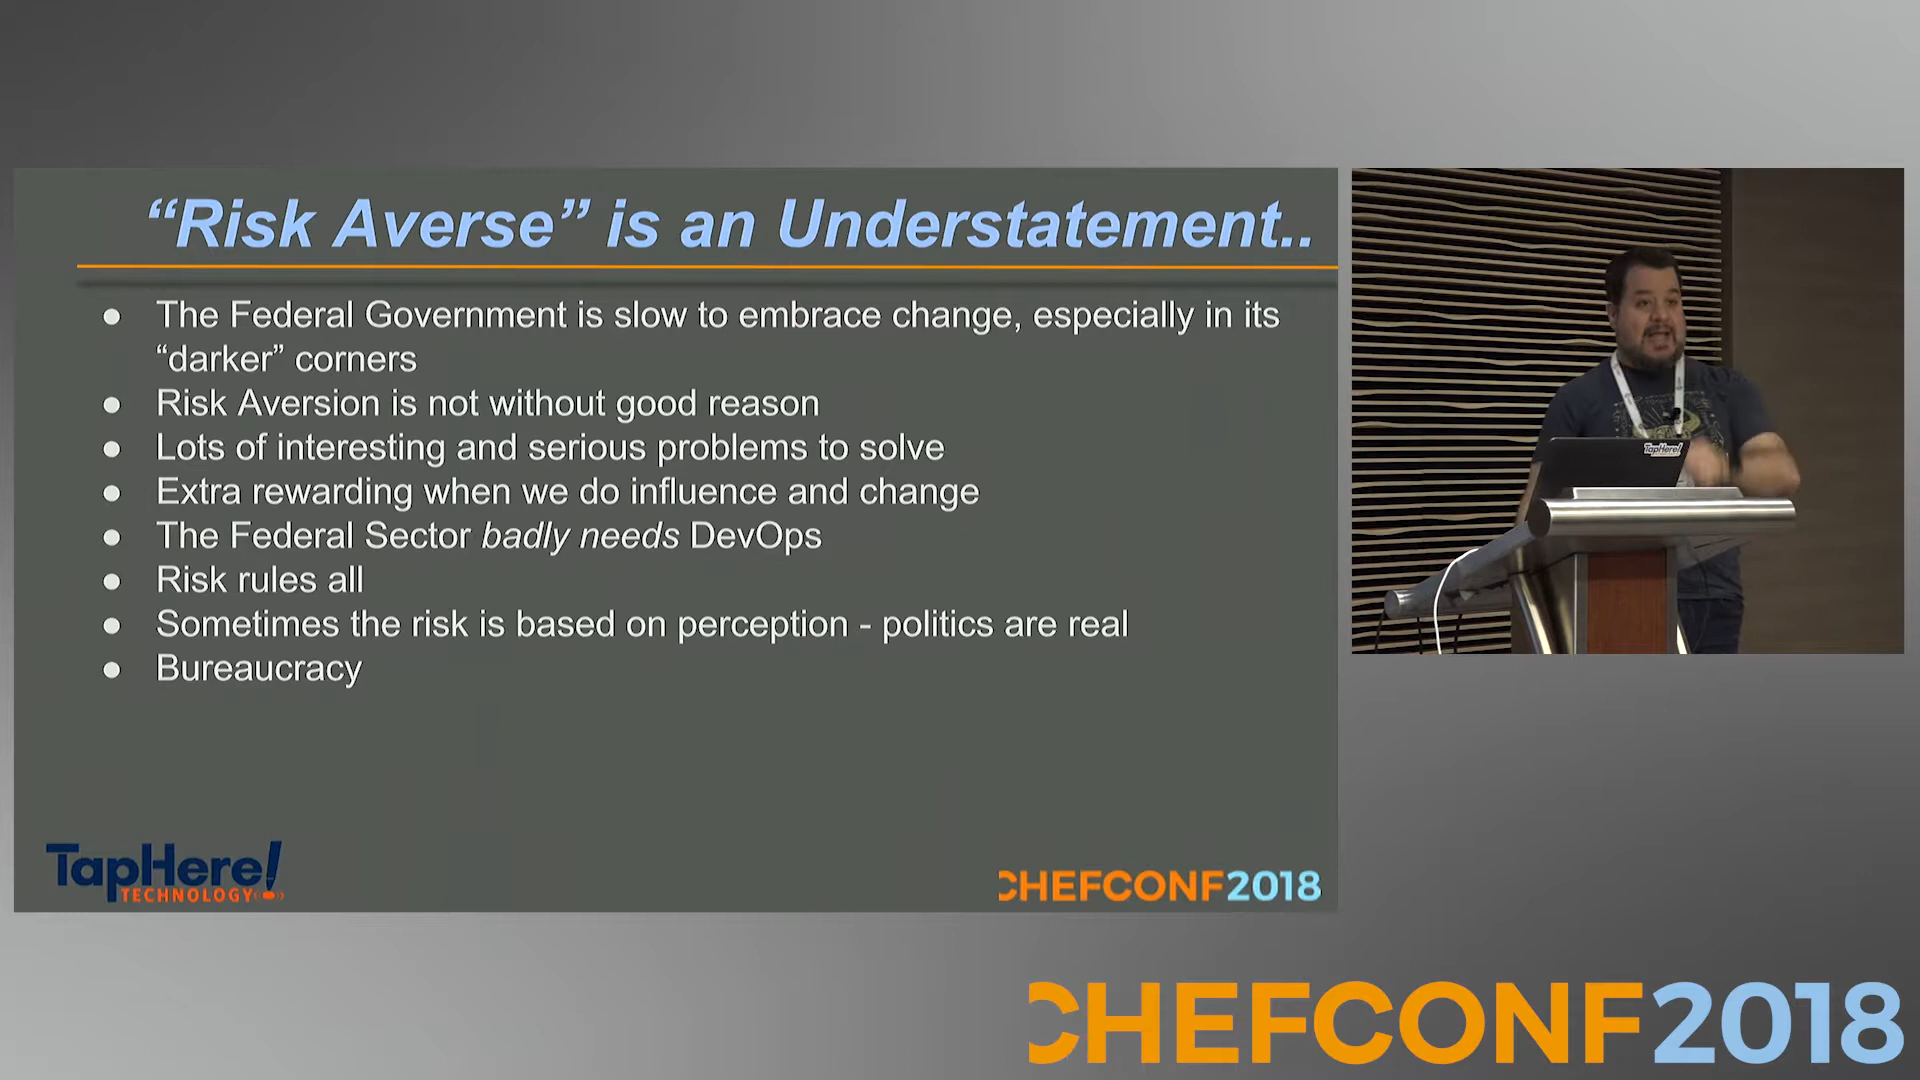 “Risk Averse” is an Understatement..
● The Federal Government is slow to embrace change, especially in its
“darker” corners
● Risk Aversion is not without good reason
● Lots of interesting and serious problems to solve
● Extra rewarding when we do influence and change
● The Federal Sector badly needs DevOps
● Risk rules all
● Sometimes the risk is based on perception - politics are real
● Bureaucracy
TapHere!
TECHNOLOGY
CHEFCONF2018
TapHere!
CHEFCONF2018